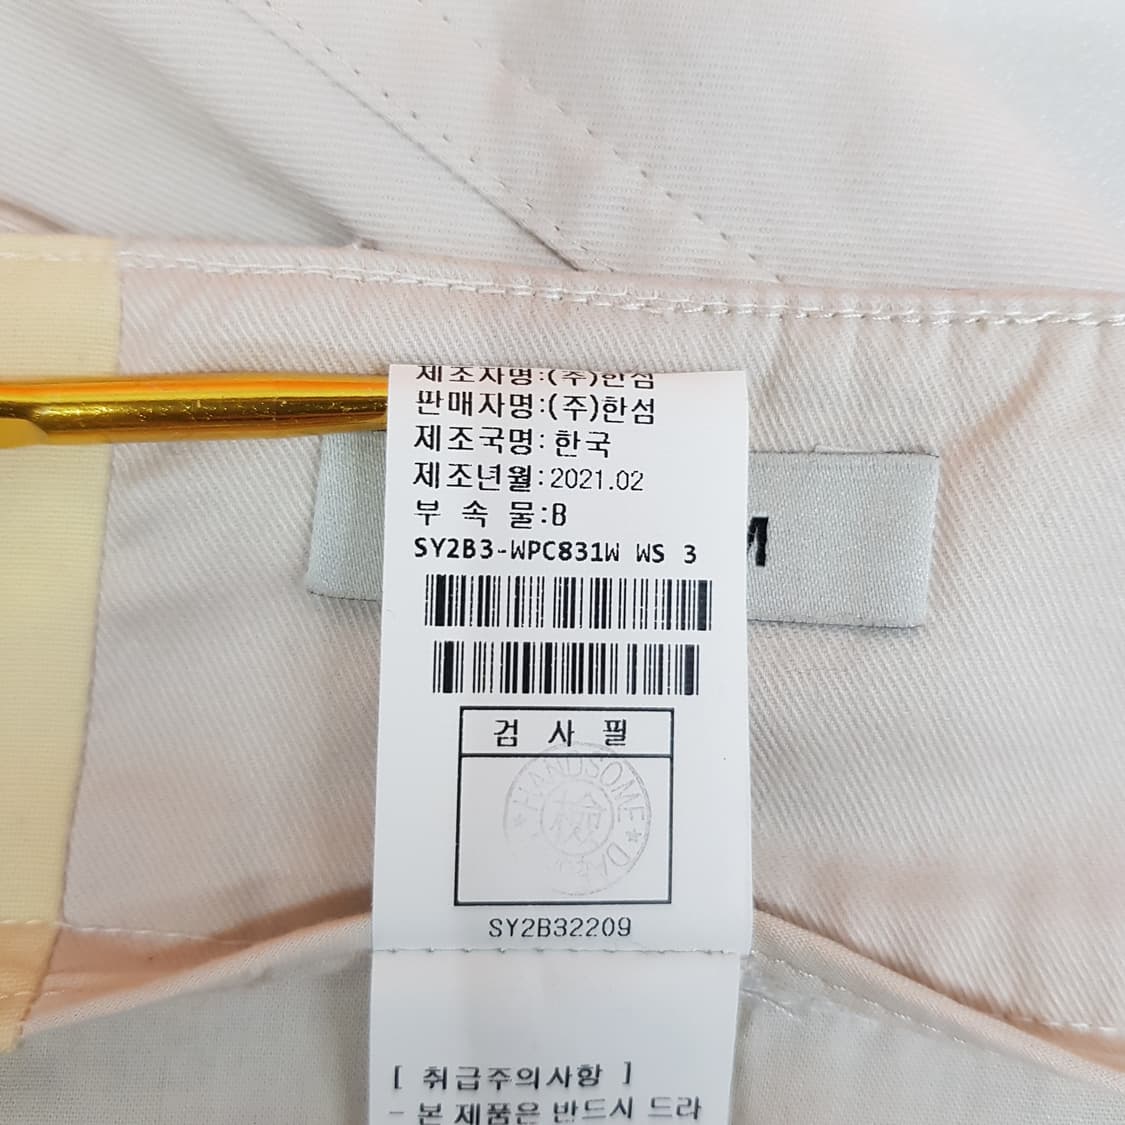 제조자명:(주)한섬
판매자명:(주)한섬
제조국명: 한국
제조년월:2021.02
부 속 물:B
SY2B3-WPC831W WS 3
M
검 사 필
HANDSOME
檢
SY2B32209
[ 취급주의사항 ]
- 본 제품은 반드시 드라